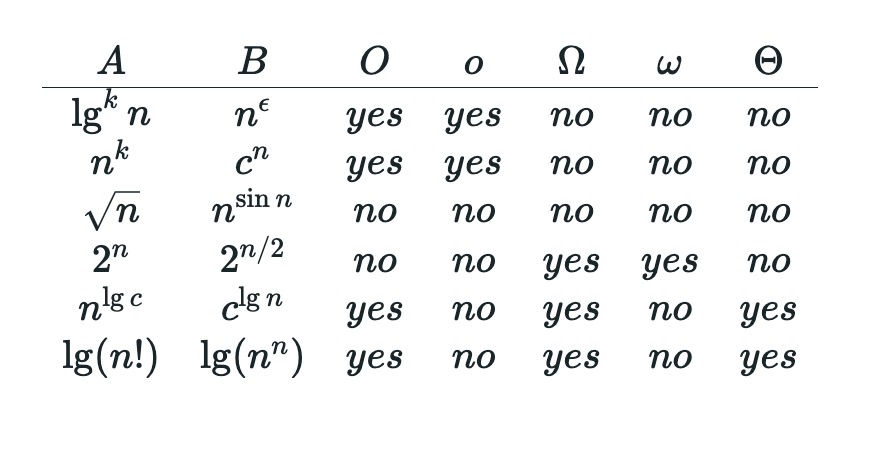 A B O o Ω ω Θ
lg^k n n^ϵ yes yes no no no
n^k c^n yes yes no no no
√n n^{sin n} no no no no no
2^n 2^{n/2} no no yes yes no
n^{lg c} c^{lg n} yes no yes no yes
lg(n!) lg(n^n) yes no yes no yes